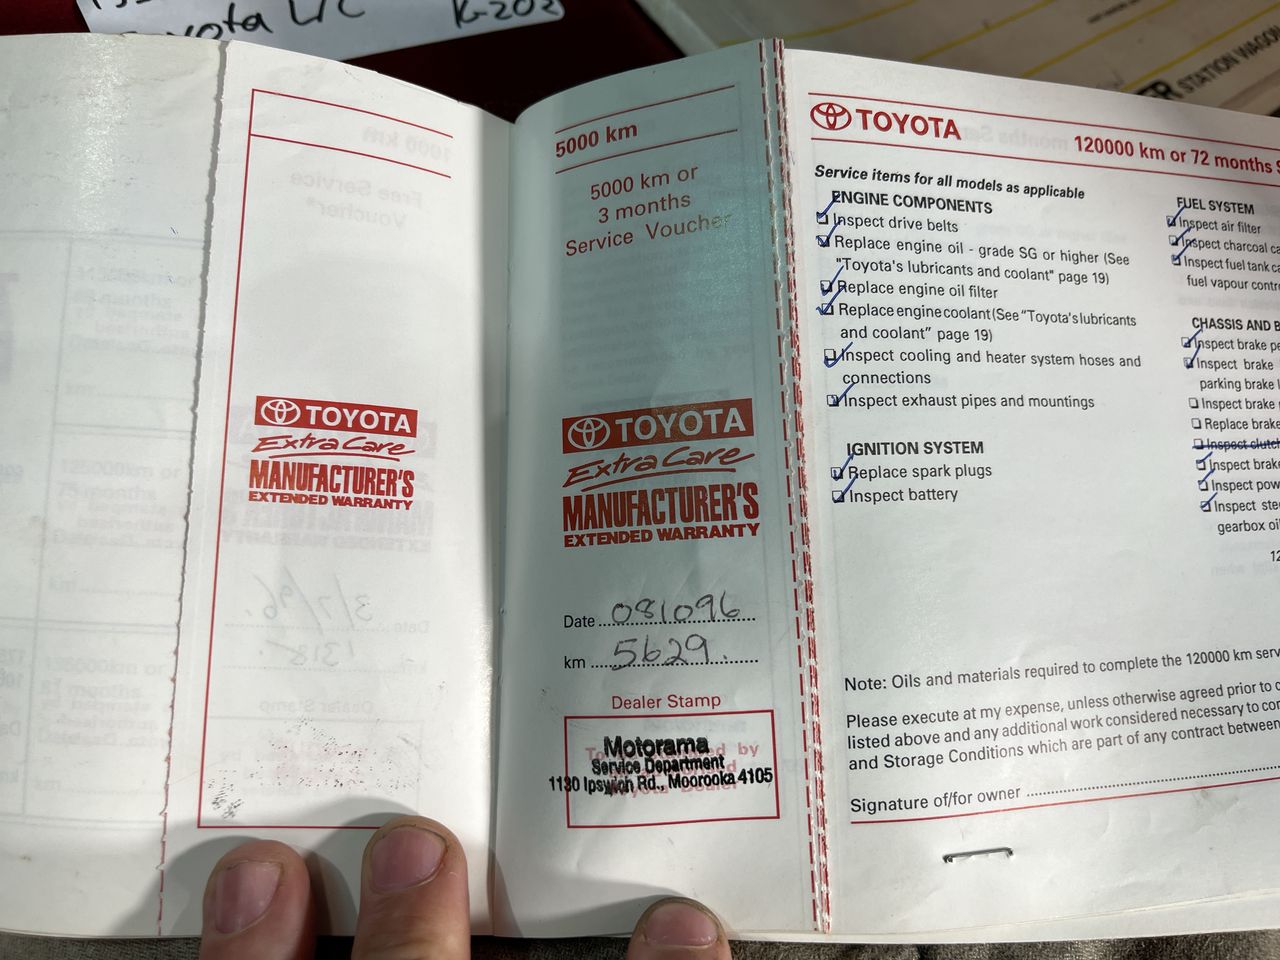 Toyota L/C K-202
STATION WAGON
TOYOTA
Extra Care
MANUFACTURER'S
EXTENDED WARRANTY
5000 km
5000 km or
3 months
Service Voucher
TOYOTA
Extra Care
MANUFACTURER'S
EXTENDED WARRANTY
Date 081096
km 5629
Dealer Stamp
Motorama
Service Department
1130 Ipswich Rd., Moorooka 4105
TOYOTA
120000 km or 72 months
Service items for all models as applicable
ENGINE COMPONENTS
Inspect drive belts
Replace engine oil - grade SG or higher (See
"Toyota's lubricants and coolant" page 19)
Replace engine oil filter
Replace engine coolant (See "Toyota's lubricants
and coolant" page 19)
Inspect cooling and heater system hoses and
connections
Inspect exhaust pipes and mountings
IGNITION SYSTEM
Replace spark plugs
Inspect battery
FUEL SYSTEM
Inspect air filter
Inspect charcoal
Inspect fuel tank
fuel vapour
CHASSIS AND
Inspect brake
Inspect brake
parking brake
Inspect brake
Replace brake
Inspect clutch
Inspect brake
Inspect
Inspect
gearbox
Note: Oils and materials required to complete the 120000 km
Please execute at my expense, unless otherwise agreed prior to
listed above and any additional work considered necessary to
and Storage Conditions which are part of any contract between
Signature of/for owner